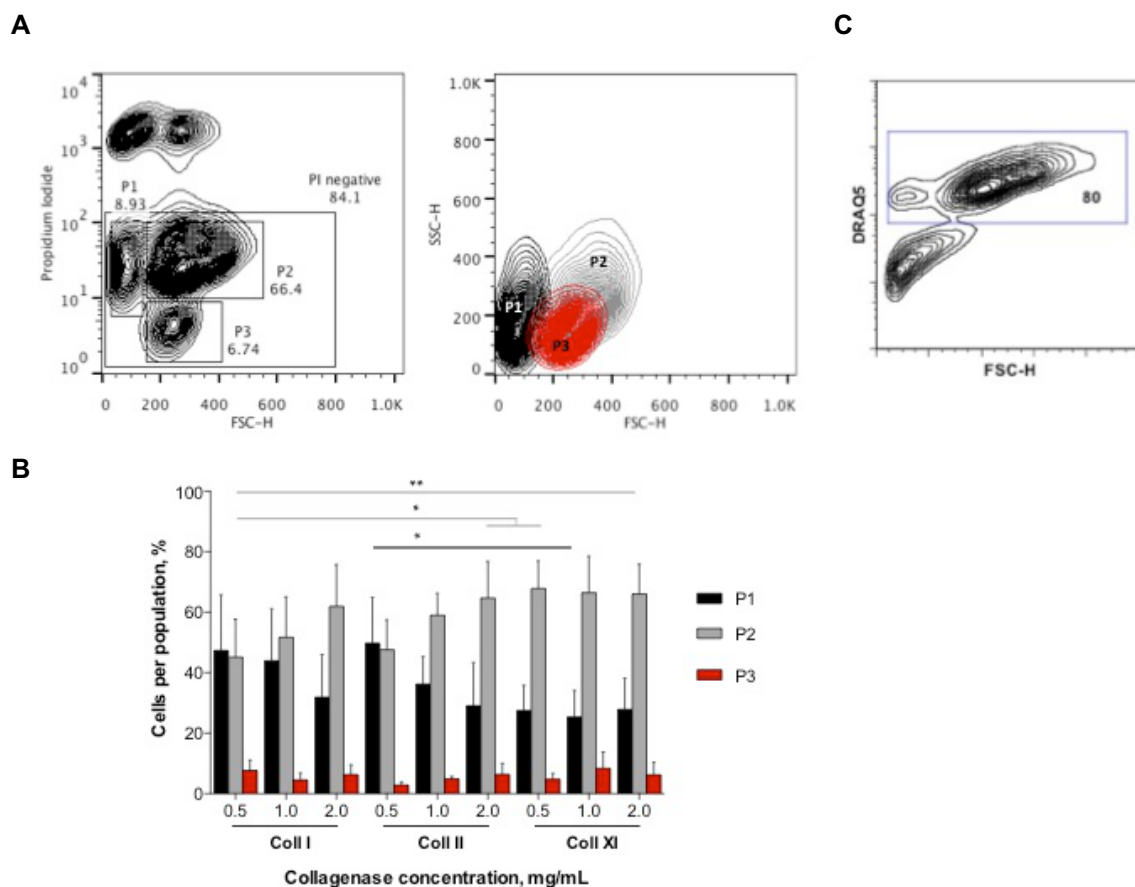 A
C
10^4
10^3
10^2
10^1
10^0
Propidium Iodide
P1
8.93
PI negative
84.1
P2
66.4
P3
6.74
0 200 400 600 800 1.0K
FSC-H
1.0K
800
600
400
200
0
SSC-H
P1
P2
P3
0 200 400 600 800 1.0K
FSC-H
DRAQ5
80
FSC-H
B
100
80
60
40
20
0
Cells per population, %
**
*
*
P1
P2
P3
0.5 1.0 2.0 0.5 1.0 2.0 0.5 1.0 2.0
Coll I Coll II Coll XI
Collagenase concentration, mg/mL